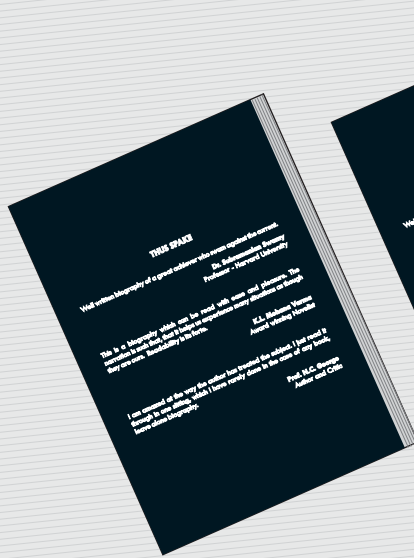 THUS SPAKE
Well written biography of a great achiever who swam against the current.
Dr. Subramanian Swamy
Professor - Harvard University
This is a biography which can be read with ease and pleasure. The
narration is such that, that it helps us experience many situations as though
they are ours. Readability is its forte.
K.L. Mohana Varma
Award winning Novelist
I am amazed at the way the author has treated the subject. I just read it
through in one sitting, which I have rarely done in the case of any book,
leave alone biography.
Prof. M.C. George
Author and Critic